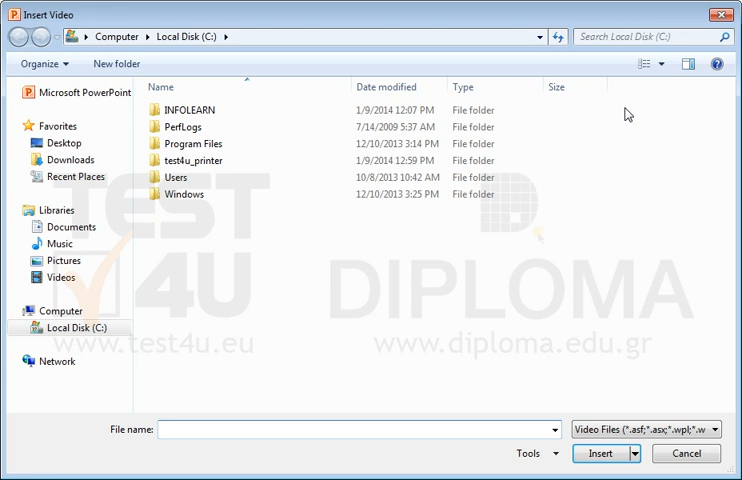 Insert Video
Computer Local Disk (C:) Search Local Disk (C:)
Organize New folder
Name Date modified Type Size
Microsoft PowerPoint
Favorites
Desktop
Downloads
Recent Places
Libraries
Documents
Music
Pictures
Videos
Computer
Local Disk (C:)
Network
INFOLEARN 1/9/2014 12:07 PM File folder
PerfLogs 7/14/2009 5:37 AM File folder
Program Files 12/10/2013 3:14 PM File folder
test4u_printer 1/9/2014 12:59 PM File folder
Users 10/8/2013 10:42 AM File folder
Windows 12/10/2013 3:25 PM File folder
TEST
4U
www.test4u.eu
D
DIPLOMA
www.diploma.edu.gr
File name: Video Files (*.asf;*.asx;*.wpl;*.w
Tools Insert Cancel